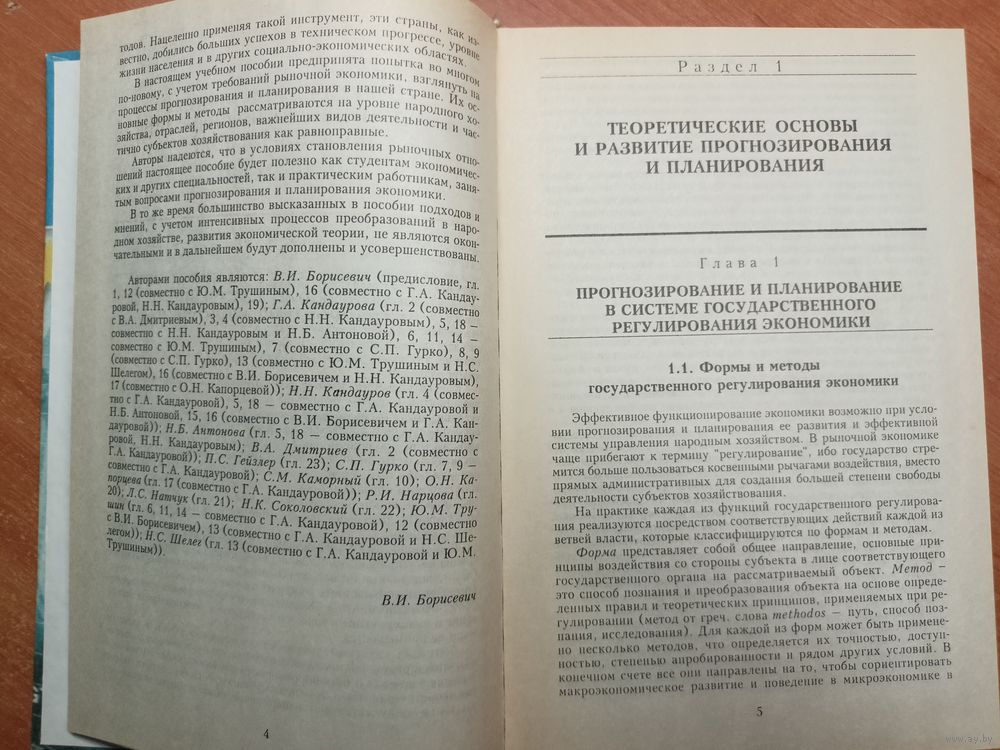 тодов. Нацеленно применяя такой инструмент, эти страны, как из-
вестно, добились больших успехов в техническом прогрессе, уровне
жизни населения и в других социально-экономических областях.
В настоящем учебном пособии предпринята попытка во многом
по-новому, с учетом требований рыночной экономики, взглянуть на
процессы прогнозирования и планирования в нашей стране. Их ос-
новные формы и методы рассматриваются на уровне народного хо-
зяйства, отраслей, регионов, важнейших видов деятельности и час-
тично субъектов хозяйствования как равноправные.
Авторы надеются, что в условиях становления рыночных отно-
шений настоящее пособие будет полезно как студентам экономичес-
ких и других специальностей, так и практическим работникам, заня-
тым вопросами прогнозирования и планирования экономики.
В то же время большинство высказанных в пособии подходов и
мнений, с учетом интенсивных процессов преобразований в наро-
дном хозяйстве, развития экономической теории, не являются окон-
чательными и в дальнейшем будут дополнены и усовершенствованы.
Авторами пособия являются: В.И. Борисевич (предисловие, гл.
1, 12 (совместно с Ю.М. Трушиным), 16 (совместно с Г.А. Кандау-
ровой, Н.Н. Кандауровым), 19); Г.А. Кандаурова (гл. 2 (совместно
с В.А. Дмитриевым), 3, 4 (совместно с Н.Н. Кандауровым), 5, 18 –
совместно с Н.Н. Кандауровым и Н.Б. Антоновой), 6, 11, 14 –
совместно с Ю.М. Трушиным), 7 (совместно с С.П. Гурко), 8, 9
(совместно с С.П. Гурко), 13 (совместно с Ю.М. Трушиным и Н.С.
Шелегом), 16 (совместно с В.И. Борисевичем и Н.Н. Кандауровым),
17 (совместно с О.Н. Капорцевой)); Н.Н. Кандауров (гл. 4 (совмес-
тно с Г.А. Кандауровой), 5, 18 – совместно с Г.А. Кандауровой и
Н.Б. Антоновой, 15, 16 (совместно с В.И. Борисевичем и Г.А. Кан-
дауровой)); Н.Б. Антонова (гл. 5, 18 – совместно с Г.А. Кандау-
ровой, Н.Н. Кандауровым); В.А. Дмитриев (гл. 2 (совместно с
Г.А. Кандауровой)); П.С. Гейзлер (гл. 23); С.П. Гурко (гл. 7, 9 –
совместно с Г.А. Кандауровой); С.М. Каморный (гл. 10); О.Н. Ка-
порцева (гл. 17 (совместно с Г.А. Кандауровой)); Р.И. Нарцова (гл.
20); Л.С. Натчук (гл. 21); Н.К. Соколовский (гл. 22); Ю.М. Тру-
шин (гл. 6, 11, 14 – совместно с Г.А. Кандауровой), 12 (совместно
с В.И. Борисевичем), 13 (совместно с Г.А. Кандауровой и Н.С. Ше-
легом)); Н.С. Шелег (гл. 13 (совместно с Г.А. Кандауровой и Ю.М.
Трушиным)).
В.И. Борисевич
4
Раздел 1
ТЕОРЕТИЧЕСКИЕ ОСНОВЫ
И РАЗВИТИЕ ПРОГНОЗИРОВАНИЯ
И ПЛАНИРОВАНИЯ
Глава 1
ПРОГНОЗИРОВАНИЕ И ПЛАНИРОВАНИЕ
В СИСТЕМЕ ГОСУДАРСТВЕННОГО
РЕГУЛИРОВАНИЯ ЭКОНОМИКИ
1.1. Формы и методы
государственного регулирования экономики
Эффективное функционирование экономики возможно при усло-
вии прогнозирования и планирования ее развития и эффективной
системы управления народным хозяйством. В рыночной экономике
чаще прибегают к термину "регулирование", ибо государство стре-
мится больше пользоваться косвенными рычагами воздействия, вместо
прямых административных для создания большей степени свободы
деятельности субъектов хозяйствования.
На практике каждая из функций государственного регулирова-
ния реализуются посредством соответствующих действий каждой из
ветвей власти, которые классифицируются по формам и методам.
Форма представляет собой общее направление, основные при-
нципы воздействия со стороны субъекта в лице соответствующего
государственного органа на рассматриваемый объект. Метод –
это способ познания и преобразования объекта на основе опреде-
ленных правил и теоретических принципов, применяемых при ре-
гулировании (метод от греч. слова methodos – путь, способ поз-
нания, исследования). Для каждой из форм может быть примене-
но несколько методов, что определяется их точностью, доступ-
ностью, степенью апробированности и рядом других условий. В
конечном счете все они направлены на то, чтобы сориентировать
макроэкономическое развитие и поведение в микроэкономике в
5
www.ay.by